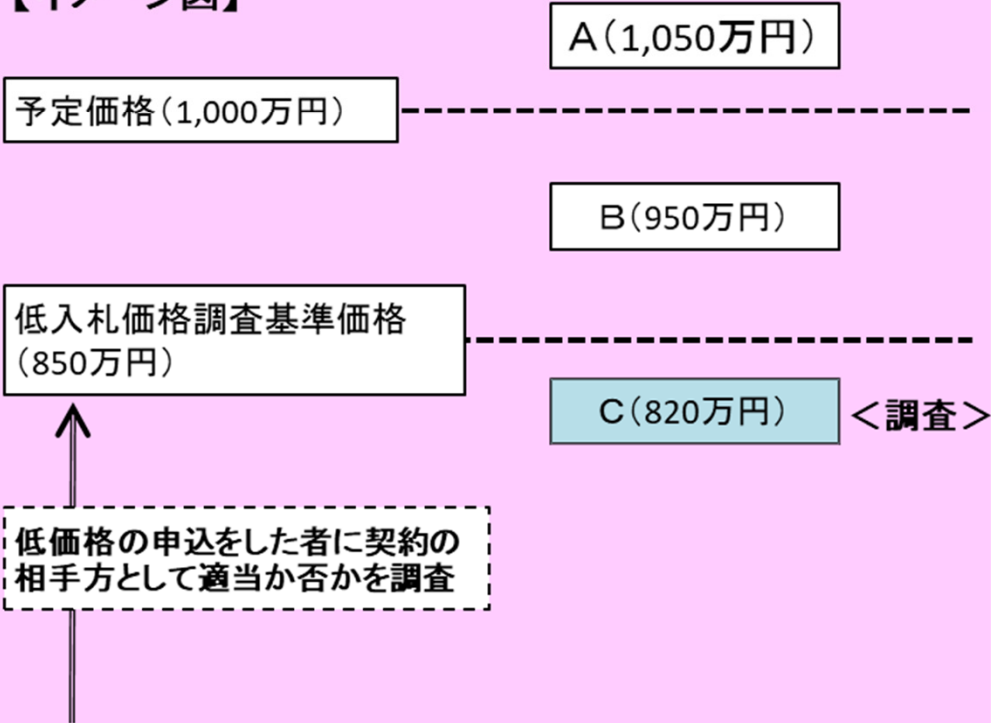 A(1,050万円)
予定価格(1,000万円)
B(950万円)
低入札価格調査基準価格
(850万円)
C(820万円)
<調査>
低価格の申込をした者に契約の
相手方として適当か否かを調査